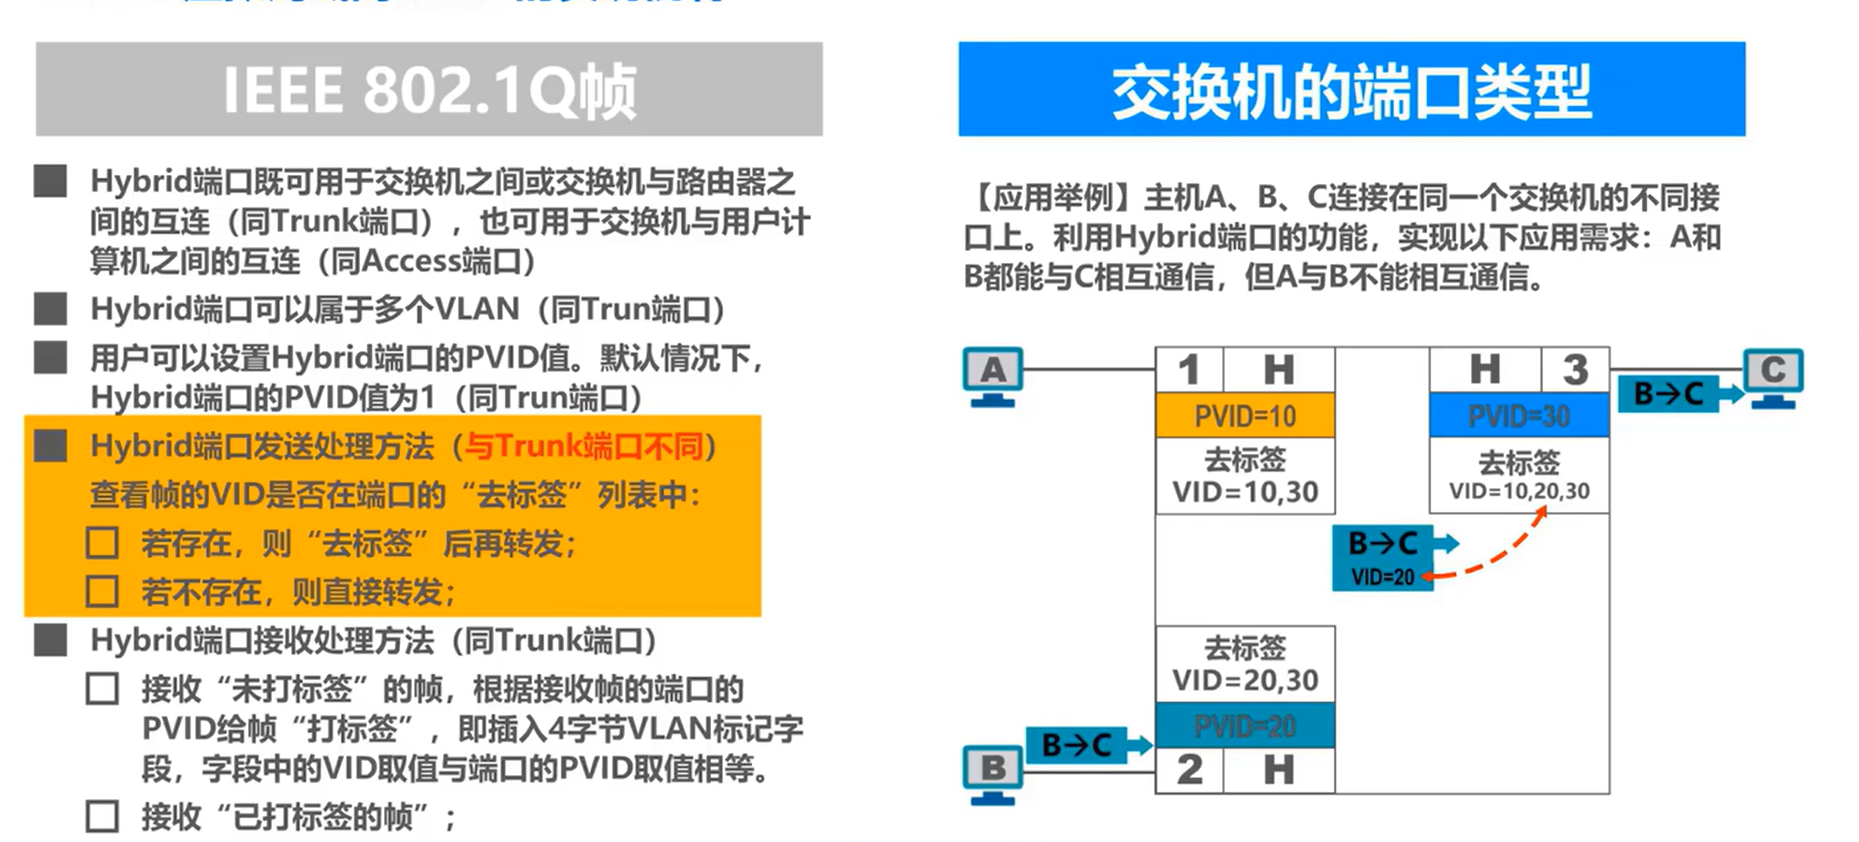 IEEE 802.1Q帧
Hybrid端口既可用于交换机之间或交换机与路由器之
间的互连（同Trunk端口），也可用于交换机与用户计
算机之间的互连（同Access端口）
Hybrid端口可以属于多个VLAN（同Trun端口）
用户可以设置Hybrid端口的PVID值。默认情况下，
Hybrid端口的PVID值为1（同Trun端口）
Hybrid端口发送处理方法（与Trunk端口不同）
查看帧的VID是否在端口的“去标签”列表中：
若存在，则“去标签”后再转发；
若不存在，则直接转发；
Hybrid端口接收处理方法（同Trunk端口）
接收“未打标签”的帧，根据接收帧的端口的
PVID给帧“打标签”，即插入4字节VLAN标记字
段，字段中的VID取值与端口的PVID取值相等。
接收“已打标签的帧”；
交换机的端口类型
【应用举例】主机A、B、C连接在同一个交换机的不同接
口上。利用Hybrid端口的功能，实现以下应用需求：A和
B都能与C相互通信，但A与B不能相互通信。
A
1 H
PVID=10
去标签
VID=10,30
H 3
PVID=30
去标签
VID=10,20,30
B→C
C
B→C
VID=20
去标签
VID=20,30
PVID=20
2 H
B→C
B